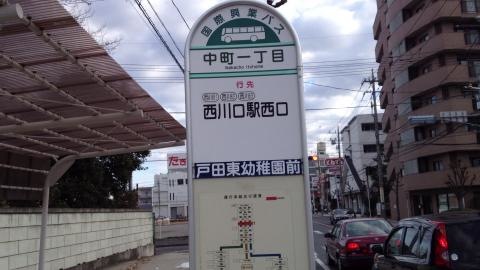 国際興業バス
中町一丁目
Nakacho Itchome
行先
西川口駅西口
戸田東幼稚園前